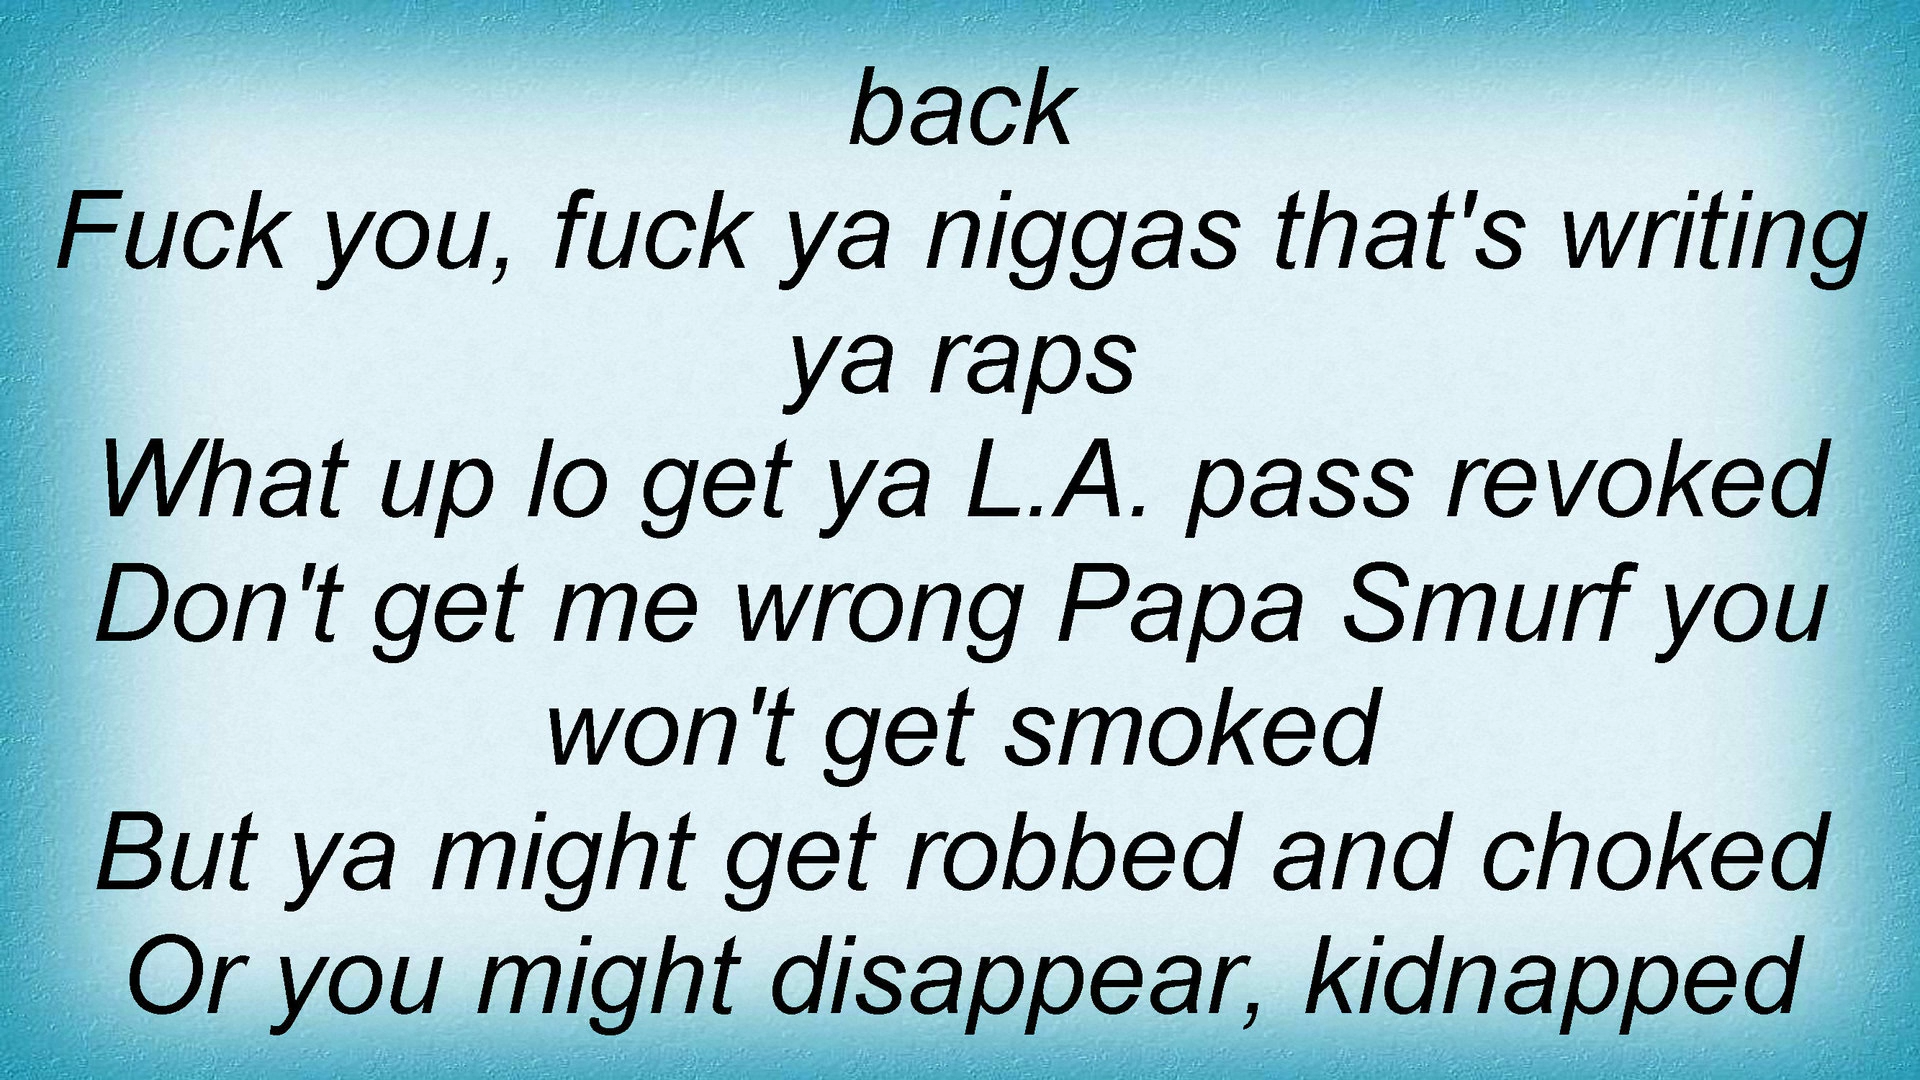 back
Fuck you, fuck ya niggas that's writing
ya raps
What up lo get ya L.A. pass revoked
Don't get me wrong Papa Smurf you
won't get smoked
But ya might get robbed and choked
Or you might disappear, kidnapped